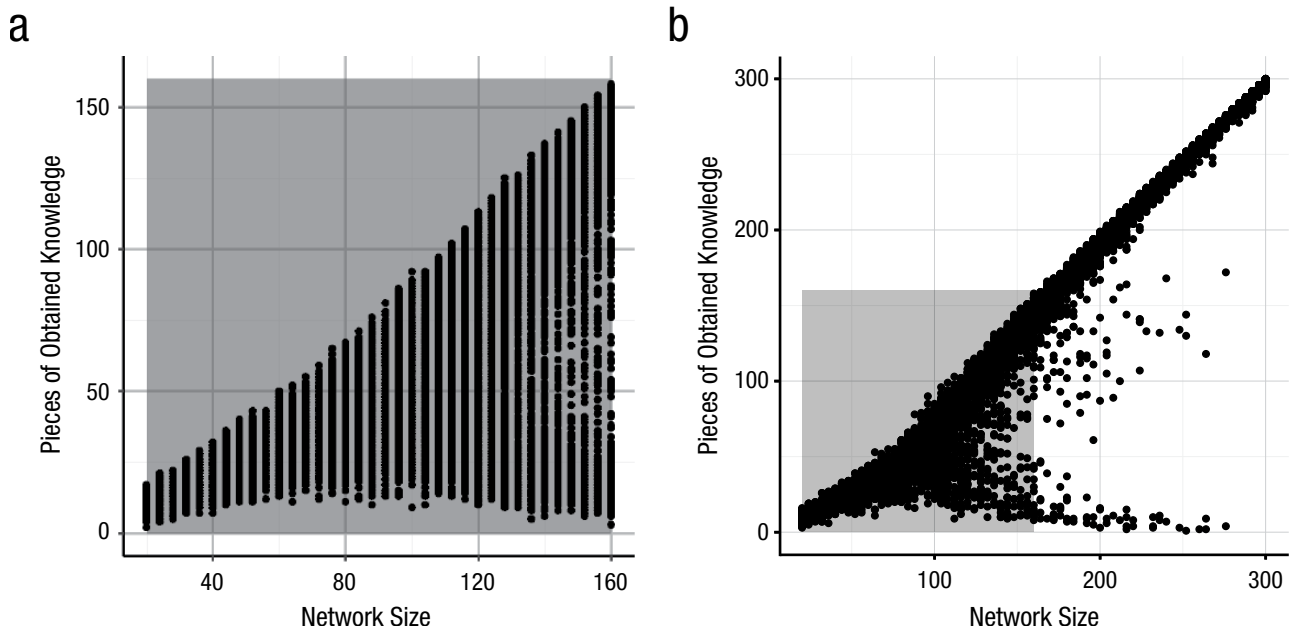 a
Pieces of Obtained Knowledge
150
100
50
0
40 80 120 160
Network Size
b
Pieces of Obtained Knowledge
300
200
100
0
100 200 300
Network Size